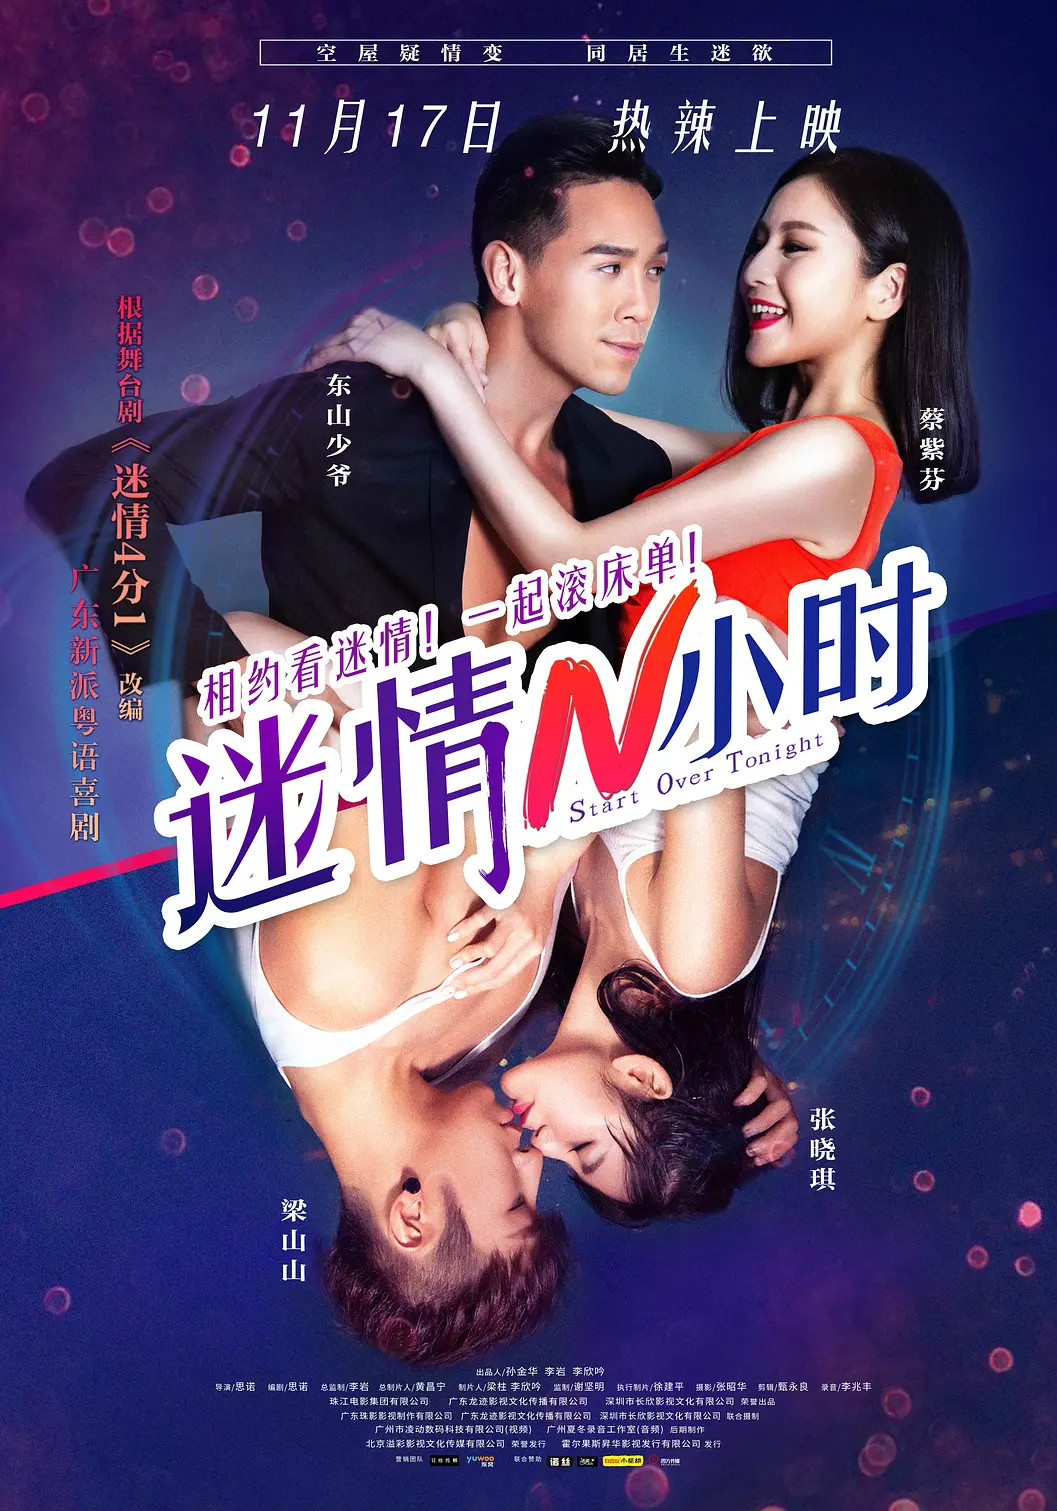 空屋疑情变 同居生迷欲
11月17日 热辣上映
根据舞台剧《迷情4分1》改编
广东新派粤语喜剧
东山少爷
蔡紫芬
相约看迷情!一起滚床单!
迷情N小时
Start Over Tonight
张晓琪
梁山山
出品人/孙金华 李岩 李欣吟
导演/思诺 编剧/思诺 总监制/李岩 总制片人/黄昌宁 制片人/梁柱 李欣吟 监制/谢坚明 执行制片/徐建平 摄影/张昭华 剪辑/甄永良 录音/李兆丰
珠江电影集团有限公司 广东龙迹影视文化传播有限公司 深圳市长欣影视文化有限公司 荣誉出品
广东珠影影视制作有限公司 广东龙迹影视文化传播有限公司 深圳市长欣影视文化有限公司 联合摄制
广州市凌动数码科技有限公司(视频) 广州夏冬录音工作室(音频) 后期制作
北京溢彩影视文化传媒有限公司 荣誉发行 霍尔果斯昇华影视发行有限公司 发行
营销团队 yuwoo 娱窝 联合赞助 诺丝